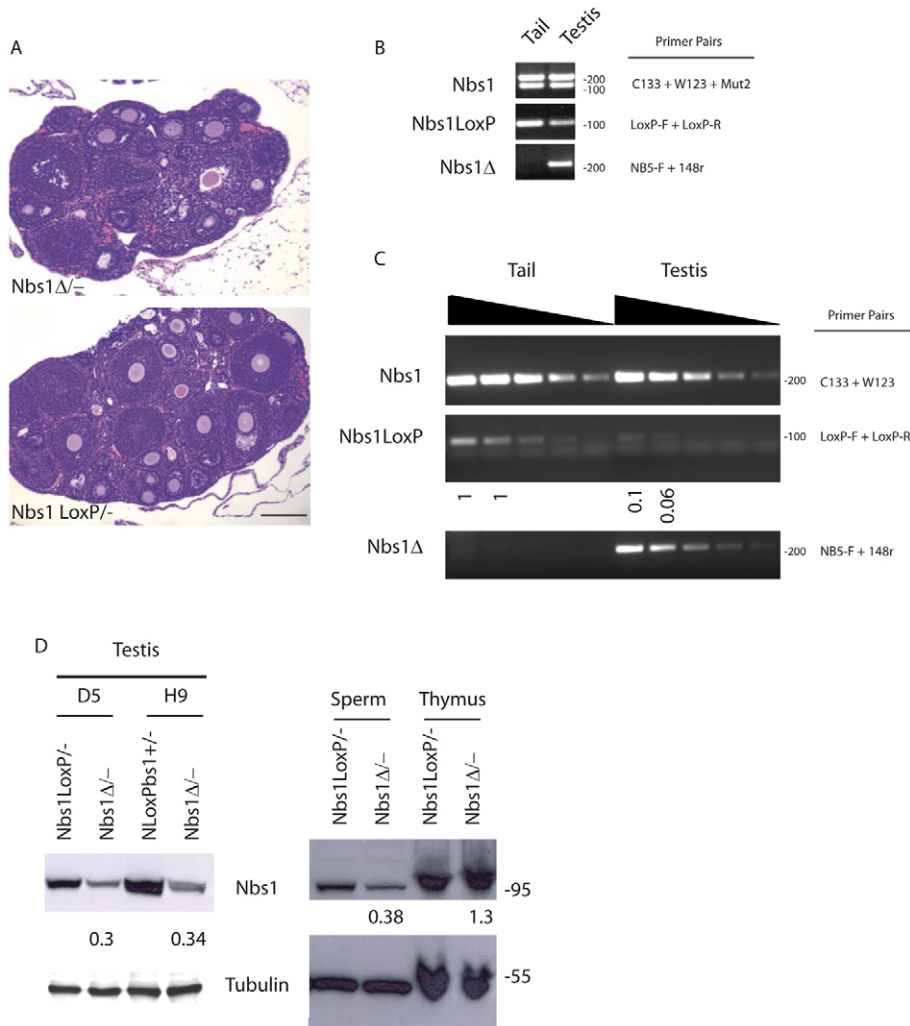 A
Nbs1Δ/−
Nbs1 LoxP/-
B
Tail
Testis
Primer Pairs
Nbs1
-200
-100
C133 + W123 + Mut2
Nbs1LoxP
-100
LoxP-F + LoxP-R
Nbs1Δ
-200
NB5-F + 148r
C
Tail
Testis
Primer Pairs
Nbs1
-200
C133 + W123
Nbs1LoxP
-100
LoxP-F + LoxP-R
1
1
0.1
0.06
Nbs1Δ
-200
NB5-F + 148r
D
Testis
D5
H9
Nbs1LoxP/-
Nbs1Δ/−
NLoxPbs1+/-
Nbs1Δ/−
Sperm
Thymus
Nbs1LoxP/-
Nbs1Δ/−
Nbs1LoxP/-
Nbs1Δ/−
Nbs1
-95
0.3
0.34
0.38
1.3
Tubulin
-55